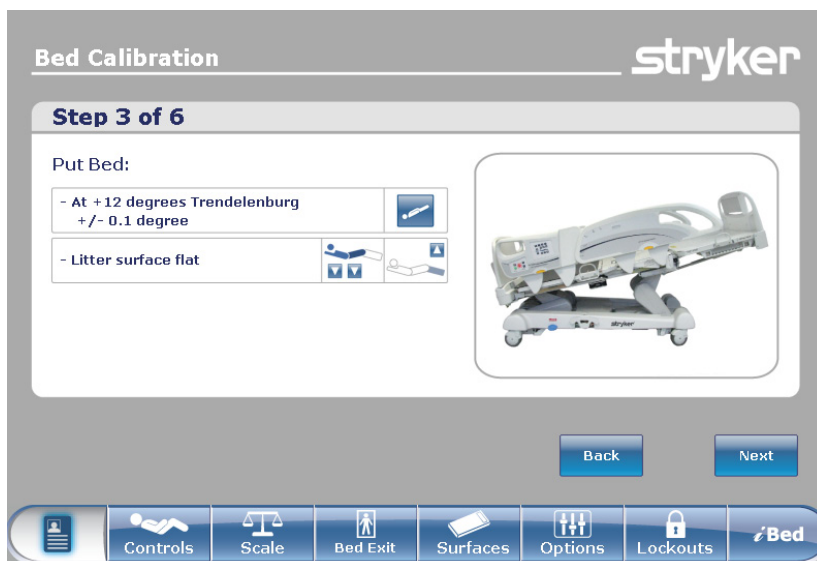 Bed Calibration
stryker
Step 3 of 6
Put Bed:
- At +12 degrees Trendelenburg
+/- 0.1 degree
- Litter surface flat
stryker
Back
Next
Controls
Scale
Bed Exit
Surfaces
Options
Lockouts
iBed